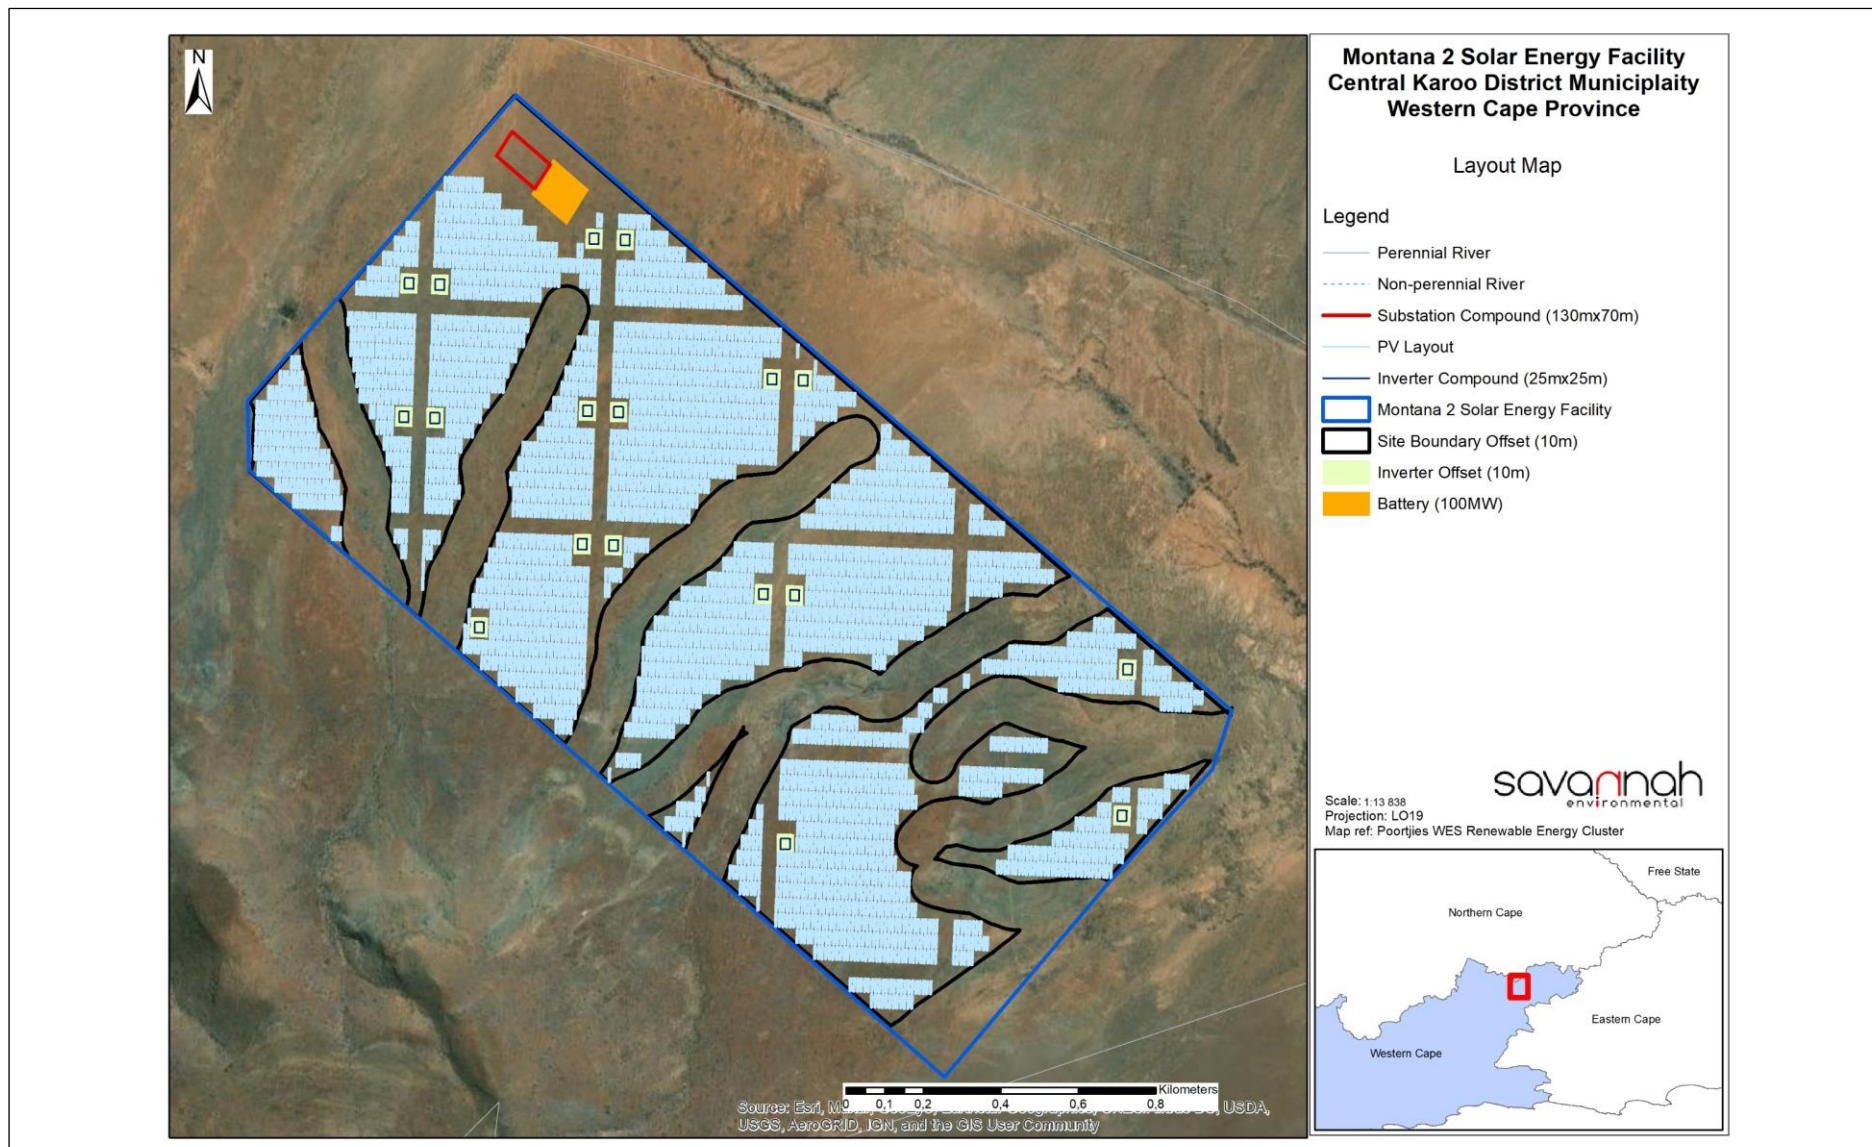 N
Montana 2 Solar Energy Facility
Central Karoo District Municiplaity
Western Cape Province
Layout Map
Legend
Perennial River
Non-perennial River
Substation Compound (130mx70m)
PV Layout
Inverter Compound (25mx25m)
Montana 2 Solar Energy Facility
Site Boundary Offset (10m)
Inverter Offset (10m)
Battery (100MW)
savannah
environmental
Scale: 1:13 838
Projection: LO19
Map ref: Poortjies WES Renewable Energy Cluster
Free State
Northern Cape
Eastern Cape
Western Cape
Kilometers
0 0,1 0,2 0,4 0,6 0,8
Source: Esri, USDA,
USGS, AeroGRID, IGN, and the GIS User Community